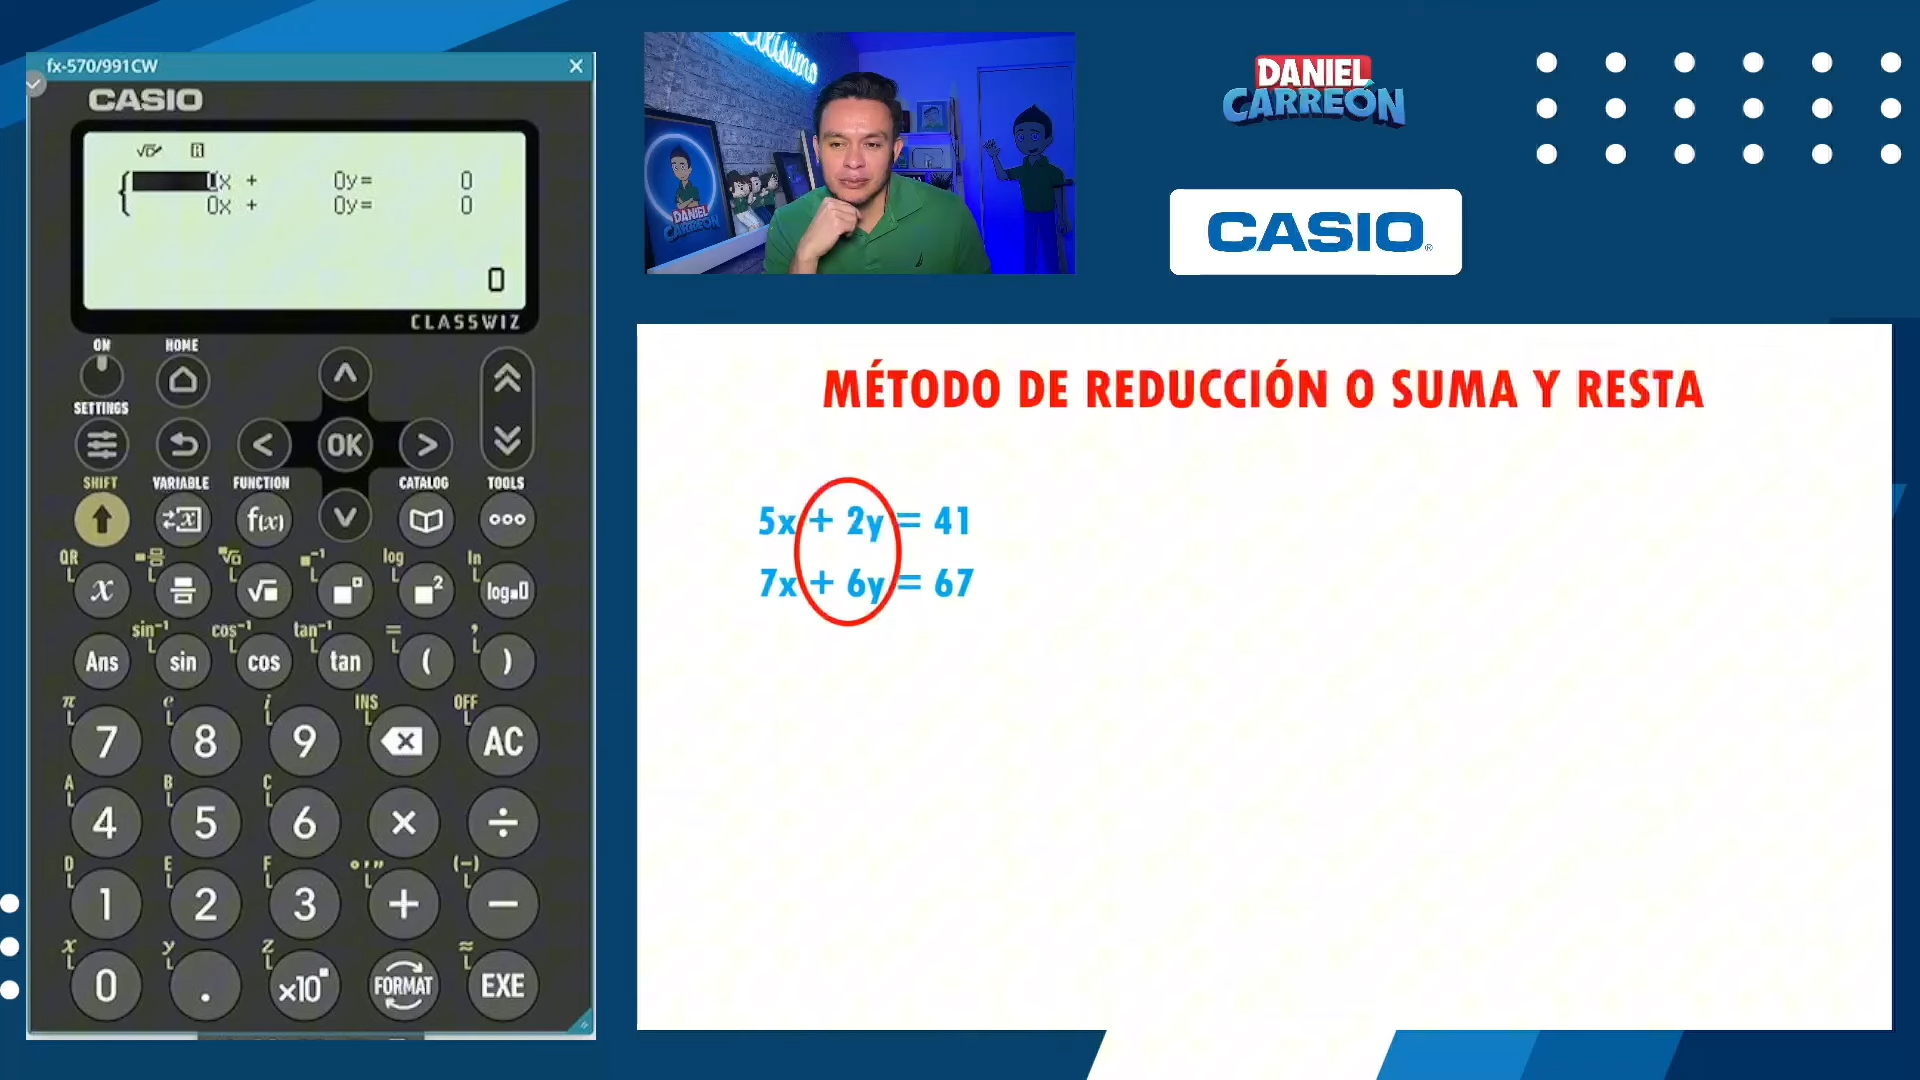 fx-570/991CW
CASIO
0x + 0y= 0
0x + 0y= 0
0
CLASSWIZ
ON HOME
SETTINGS
OK
SHIFT VARIABLE FUNCTION CATALOG TOOLS
x f(x)
QR log ln
x log
sin⁻¹ cos⁻¹ tan⁻¹ = ,
Ans sin cos tan ( )
π e i INS OFF
7 8 9 AC
A B C
4 5 6 × ÷
D E F ° ′ ″ (−)
1 2 3 + −
x y z ≈
0 . ×10 FORMAT EXE
cilísimo
DANIEL
CARREÓN
DANIEL
CARREÓN
CASIO®
MÉTODO DE REDUCCIÓN O SUMA Y RESTA
5x + 2y = 41
7x + 6y = 67